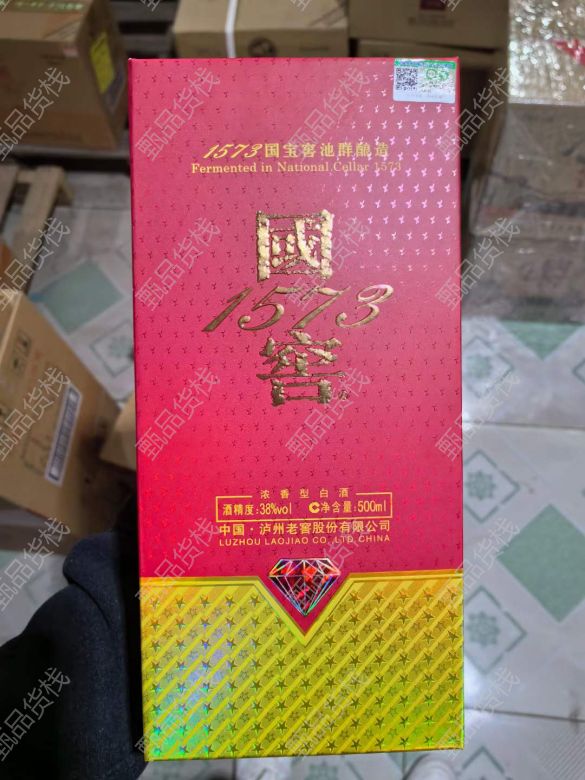 1573国宝窖池群酿造
Fermented in National Cellar 1573
國
1573
窖
浓香型白酒
酒精度:38%vol 净含量:500ml
中国·泸州老窖股份有限公司
LUZHOU LAOJIAO CO.,LTD.CHINA
甄品货栈